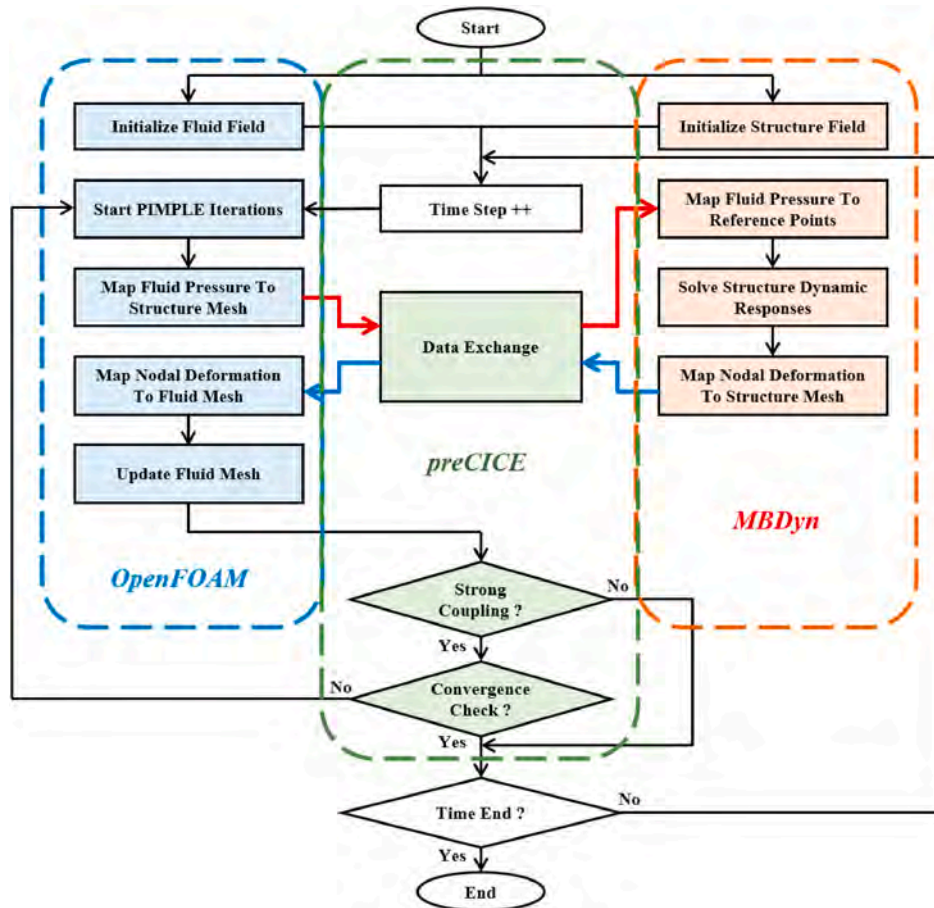 Start
Initialize Fluid Field
Initialize Structure Field
Start PIMPLE Iterations
Time Step ++
Map Fluid Pressure To
Reference Points
Map Fluid Pressure To
Structure Mesh
Data Exchange
Solve Structure Dynamic
Responses
Map Nodal Deformation
To Fluid Mesh
Map Nodal Deformation
To Structure Mesh
Update Fluid Mesh
preCICE
MBDyn
OpenFOAM
Strong
Coupling ?
No
Yes
Convergence
Check ?
No
Yes
Time End ?
No
Yes
End